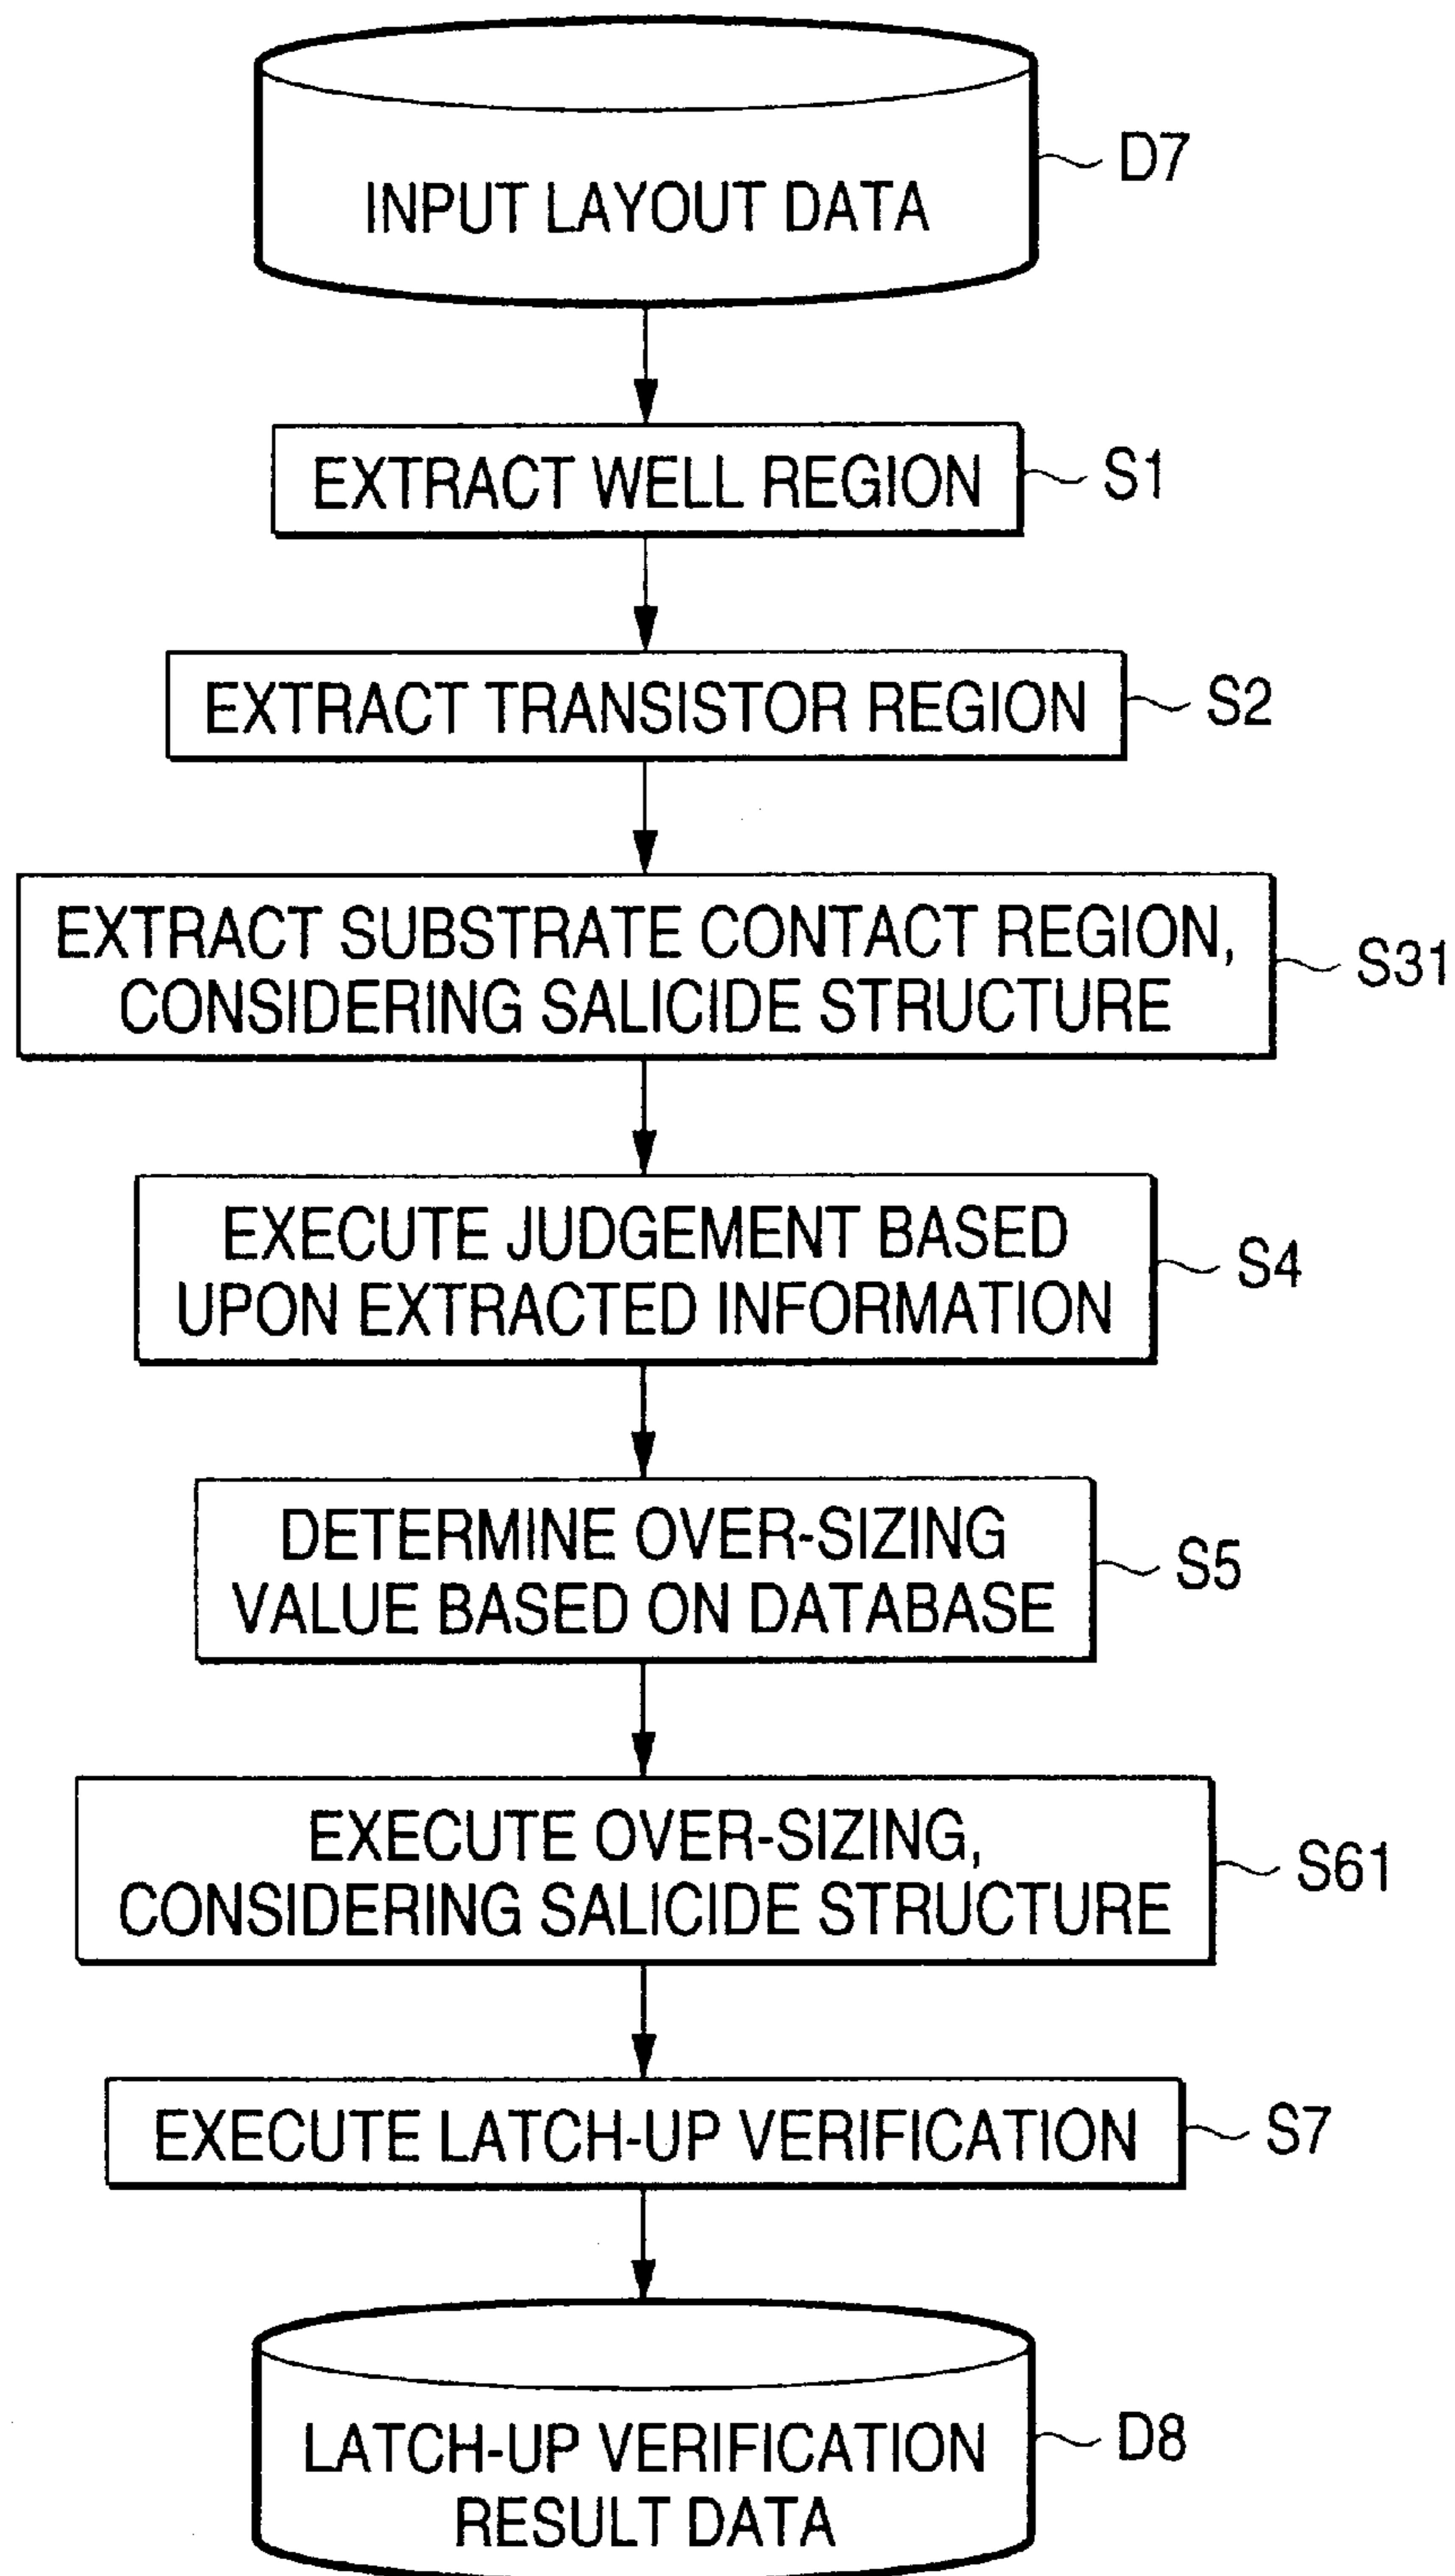 INPUT LAYOUT DATA
D7
EXTRACT WELL REGION
S1
EXTRACT TRANSISTOR REGION
S2
EXTRACT SUBSTRATE CONTACT REGION,
CONSIDERING SALICIDE STRUCTURE
S31
EXECUTE JUDGEMENT BASED
UPON EXTRACTED INFORMATION
S4
DETERMINE OVER-SIZING
VALUE BASED ON DATABASE
S5
EXECUTE OVER-SIZING,
CONSIDERING SALICIDE STRUCTURE
S61
EXECUTE LATCH-UP VERIFICATION
S7
LATCH-UP VERIFICATION
RESULT DATA
D8